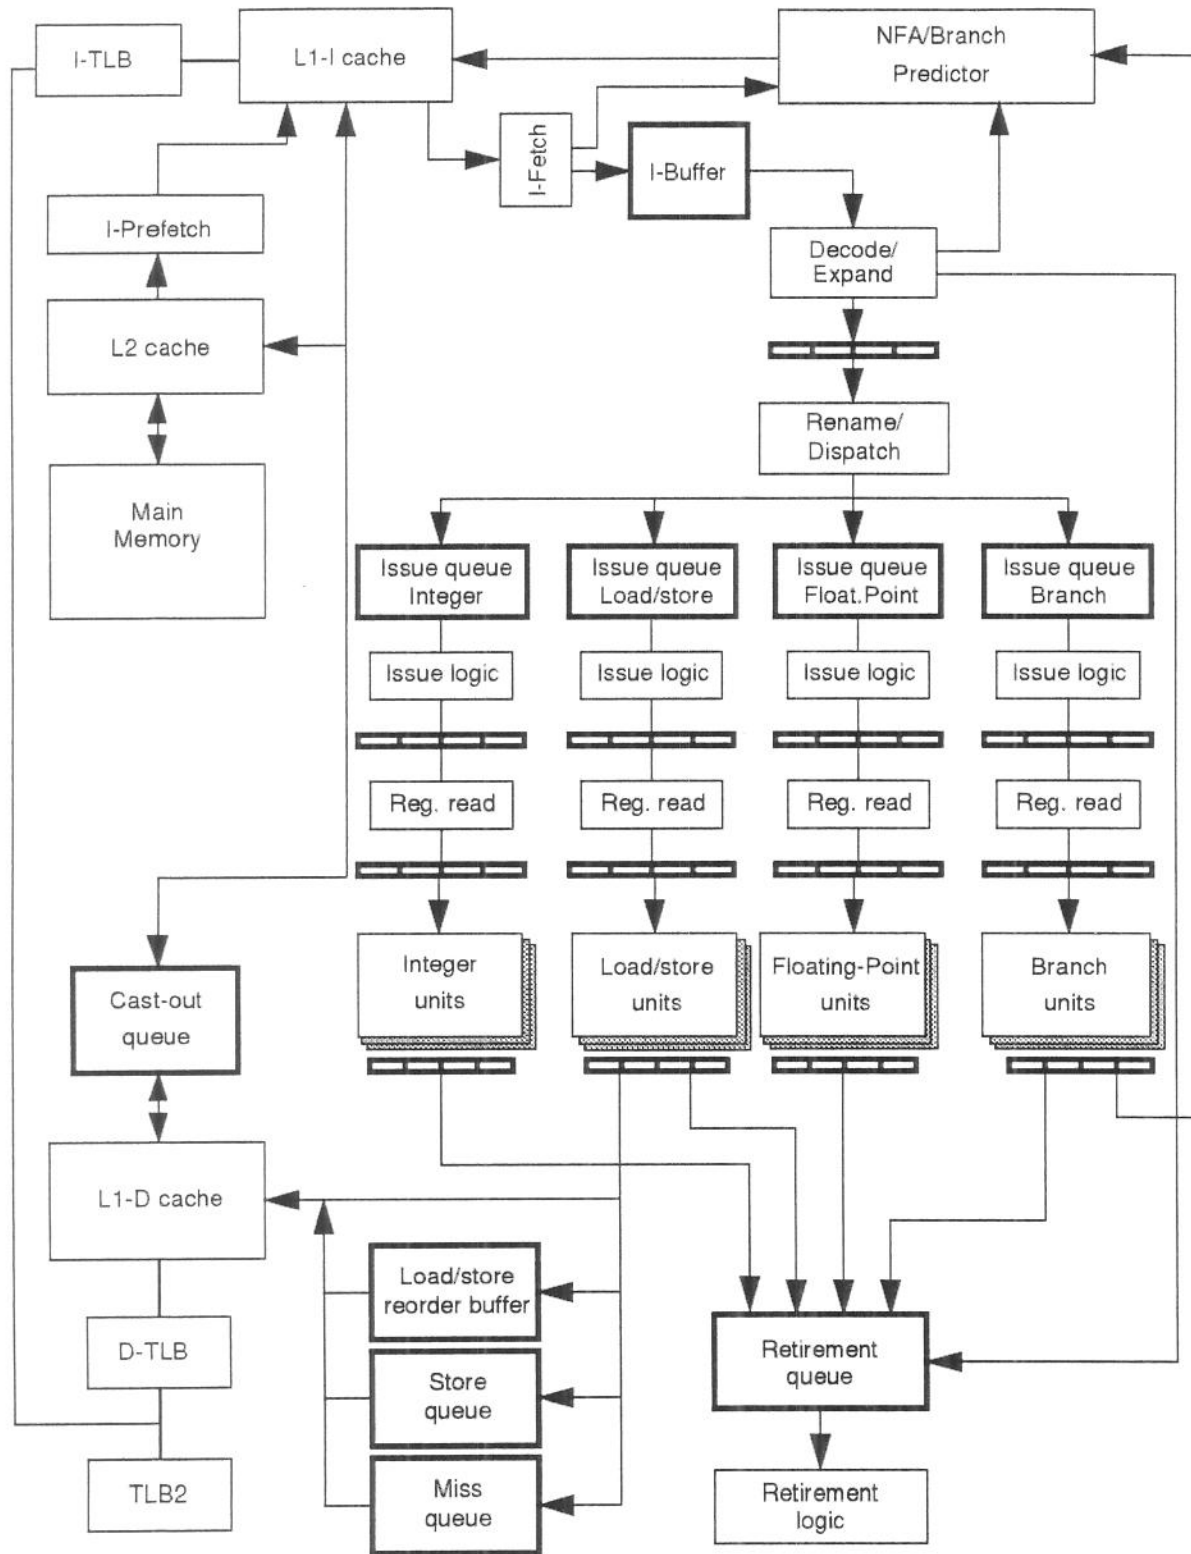 I-TLB
L1-I cache
NFA/Branch
Predictor
I-Fetch
I-Buffer
I-Prefetch
Decode/
Expand
L2 cache
Rename/
Dispatch
Main
Memory
Issue queue
Integer
Issue queue
Load/store
Issue queue
Float.Point
Issue queue
Branch
Issue logic
Issue logic
Issue logic
Issue logic
Reg. read
Reg. read
Reg. read
Reg. read
Integer
units
Load/store
units
Floating-Point
units
Branch
units
Cast-out
queue
L1-D cache
Load/store
reorder buffer
D-TLB
Store
queue
Retirement
queue
TLB2
Miss
queue
Retirement
logic